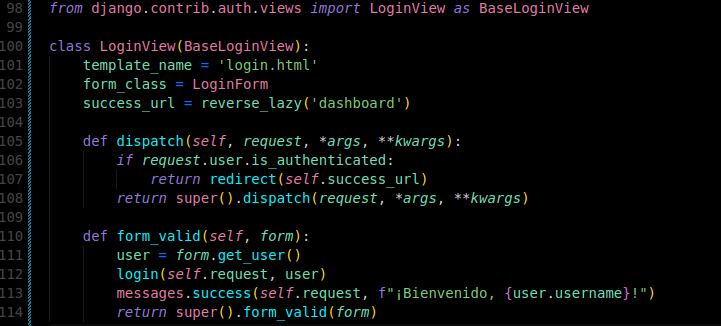 98 from django.contrib.auth.views import LoginView as BaseLoginView
99
100 class LoginView(BaseLoginView):
101     template_name = 'login.html'
102     form_class = LoginForm
103     success_url = reverse_lazy('dashboard')
104
105     def dispatch(self, request, *args, **kwargs):
106         if request.user.is_authenticated:
107             return redirect(self.success_url)
108         return super().dispatch(request, *args, **kwargs)
109
110     def form_valid(self, form):
111         user = form.get_user()
112         login(self.request, user)
113         messages.success(self.request, f"¡Bienvenido, {user.username}!")
114         return super().form_valid(form)